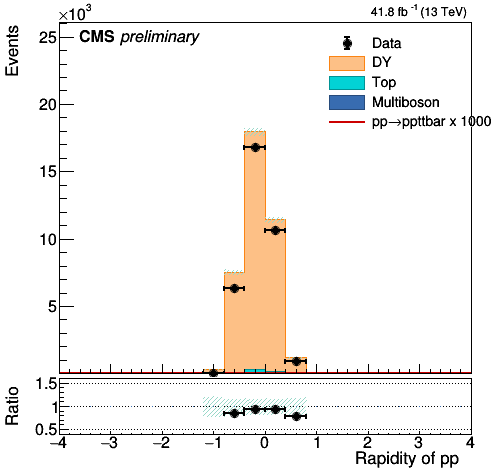 ×10³
41.8 fb⁻¹ (13 TeV)
CMS preliminary
Events
25
20
15
10
5
Data
DY
Top
Multiboson
pp→ppttbar x 1000
Ratio
1.5
1
0.5
−4 −3 −2 −1 0 1 2 3 4
Rapidity of pp